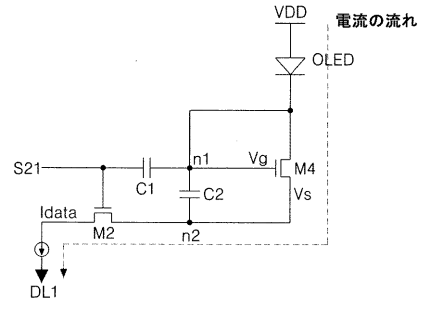 VDD
電流の流れ
OLED
n1
Vg
M4
S21
C1
C2
Vs
Idata
M2
n2
DL1